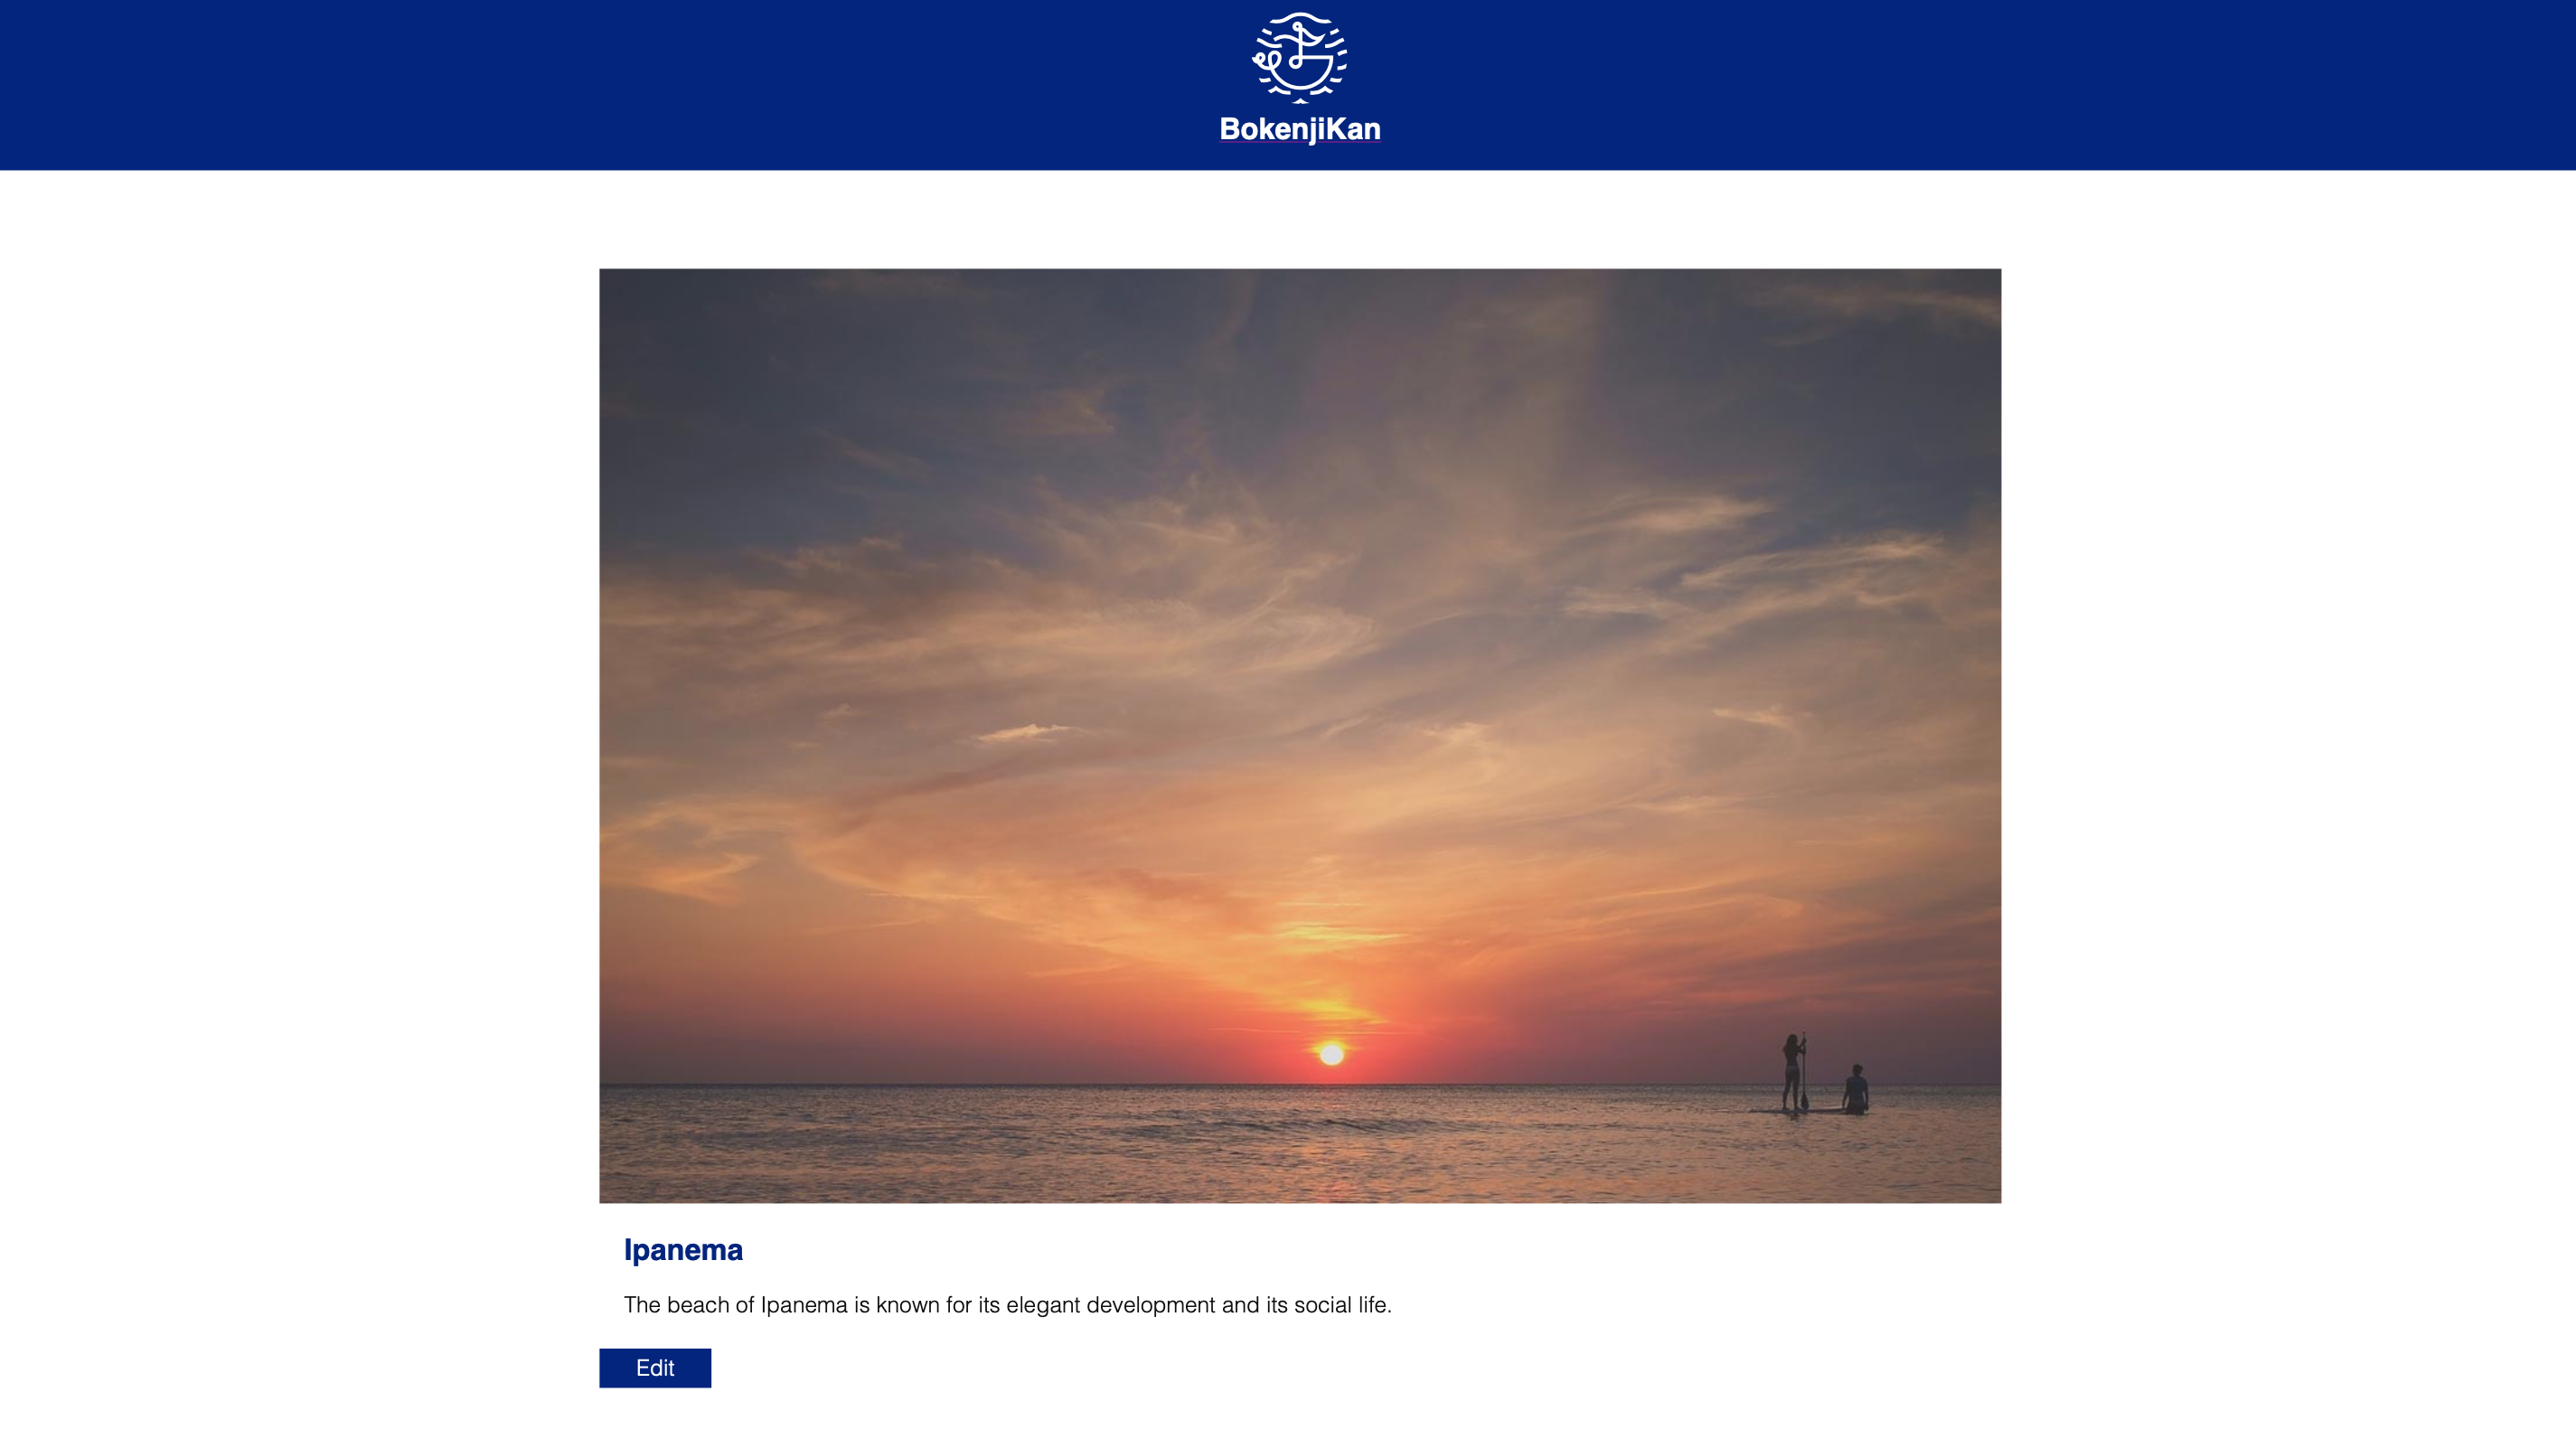 BokenjiKan
Ipanema
The beach of Ipanema is known for its elegant development and its social life.
Edit